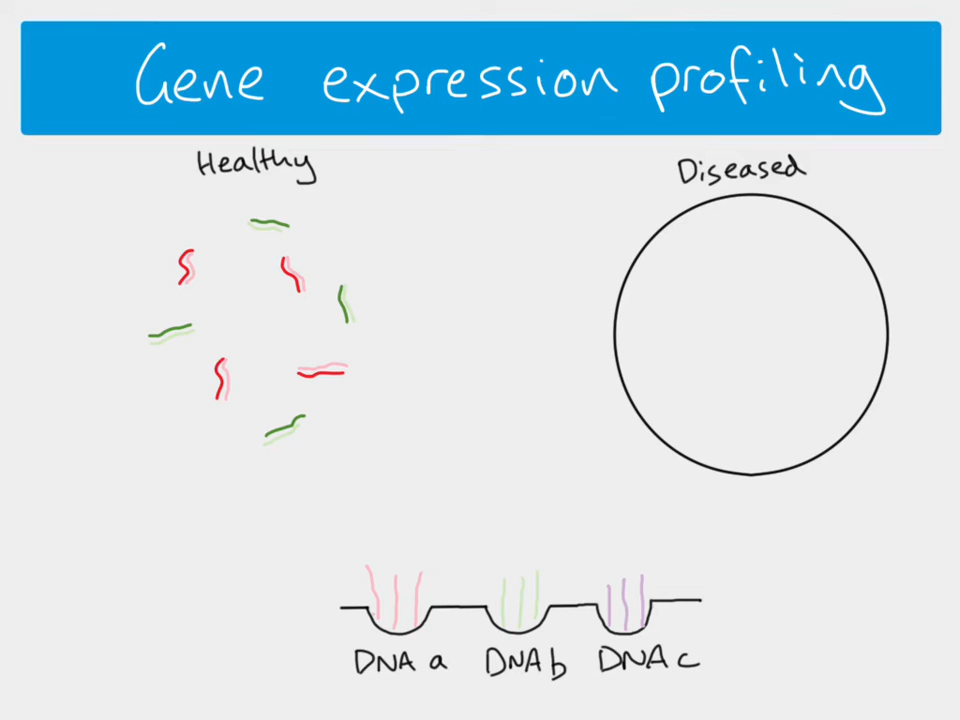 Gene expression profiling
Healthy
Diseased
DNA a
DNA b
DNA c